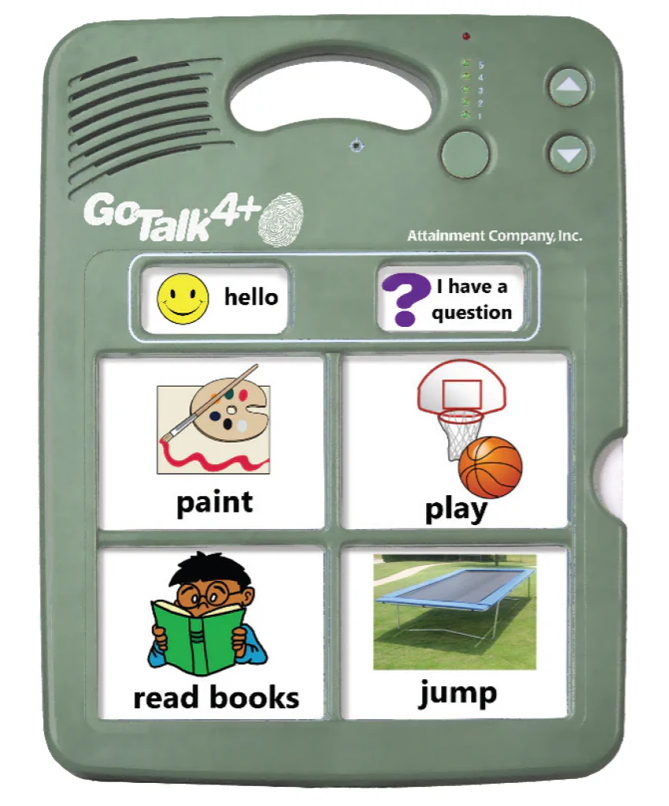 5
4
3
2
1
GoTalk 4+
Attainment Company, Inc.
hello
I have a
question
paint
play
read books
jump